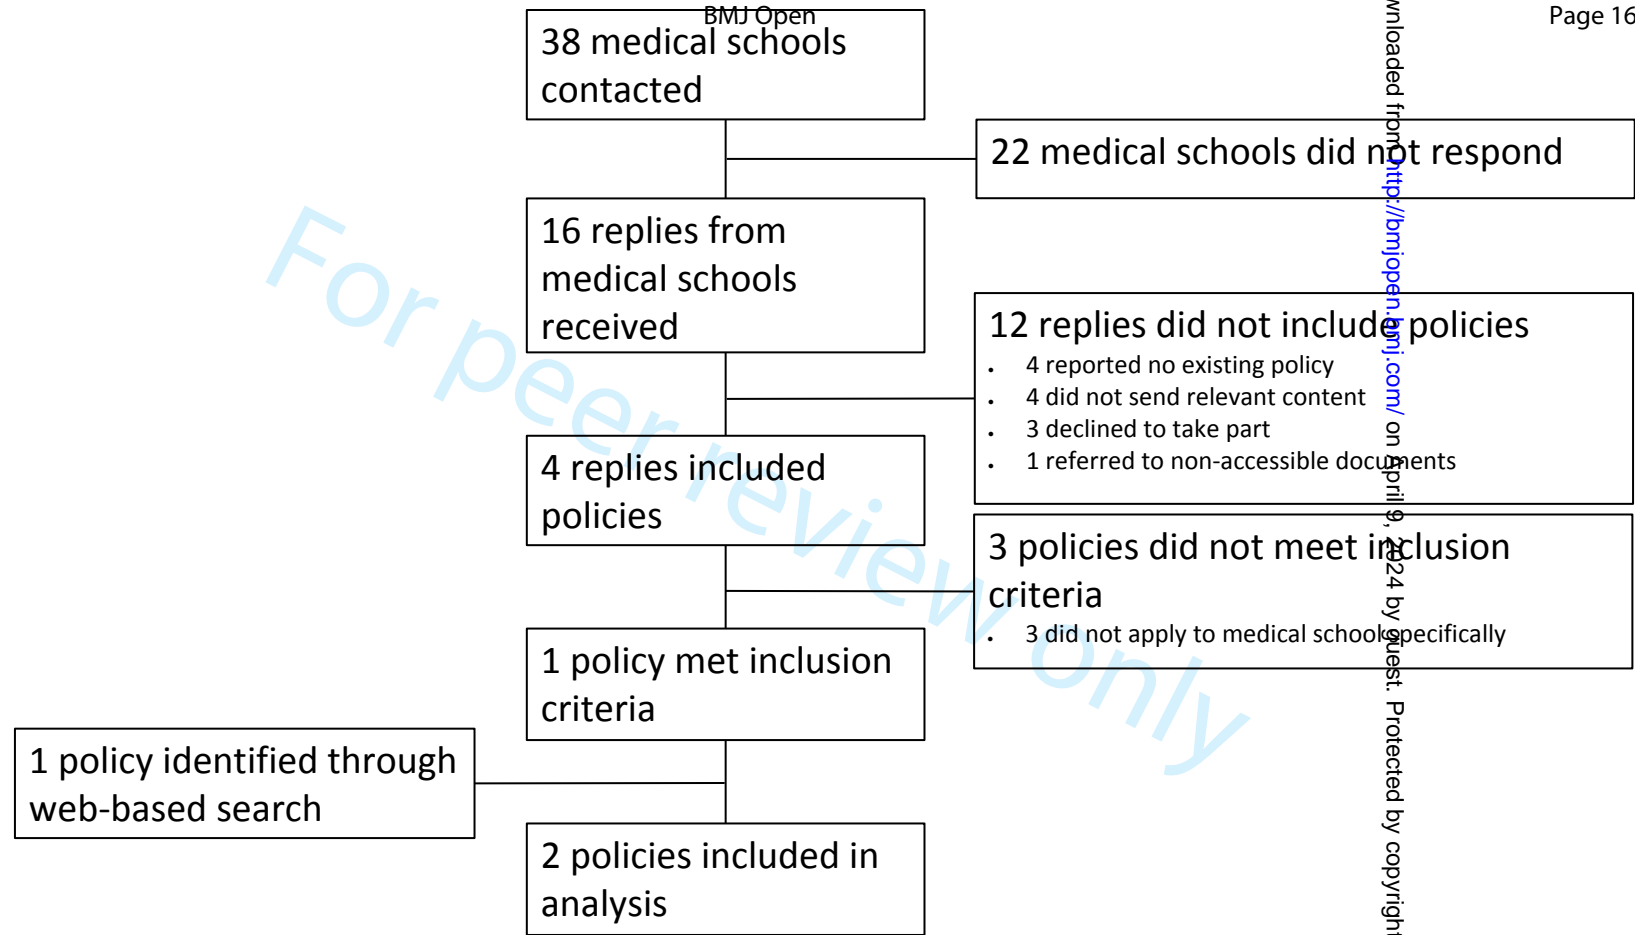 BMJ Open
Page 16
38 medical schools
contacted
22 medical schools did not respond
16 replies from
medical schools
received
12 replies did not include policies
• 4 reported no existing policy
• 4 did not send relevant content
• 3 declined to take part
• 1 referred to non-accessible documents
4 replies included
policies
3 policies did not meet inclusion
criteria
• 3 did not apply to medical school specifically
1 policy met inclusion
criteria
1 policy identified through
web-based search
2 policies included in
analysis
For peer review only
wnloaded from http://bmjopen.bmj.com/ on April 9, 2024 by guest. Protected by copyright